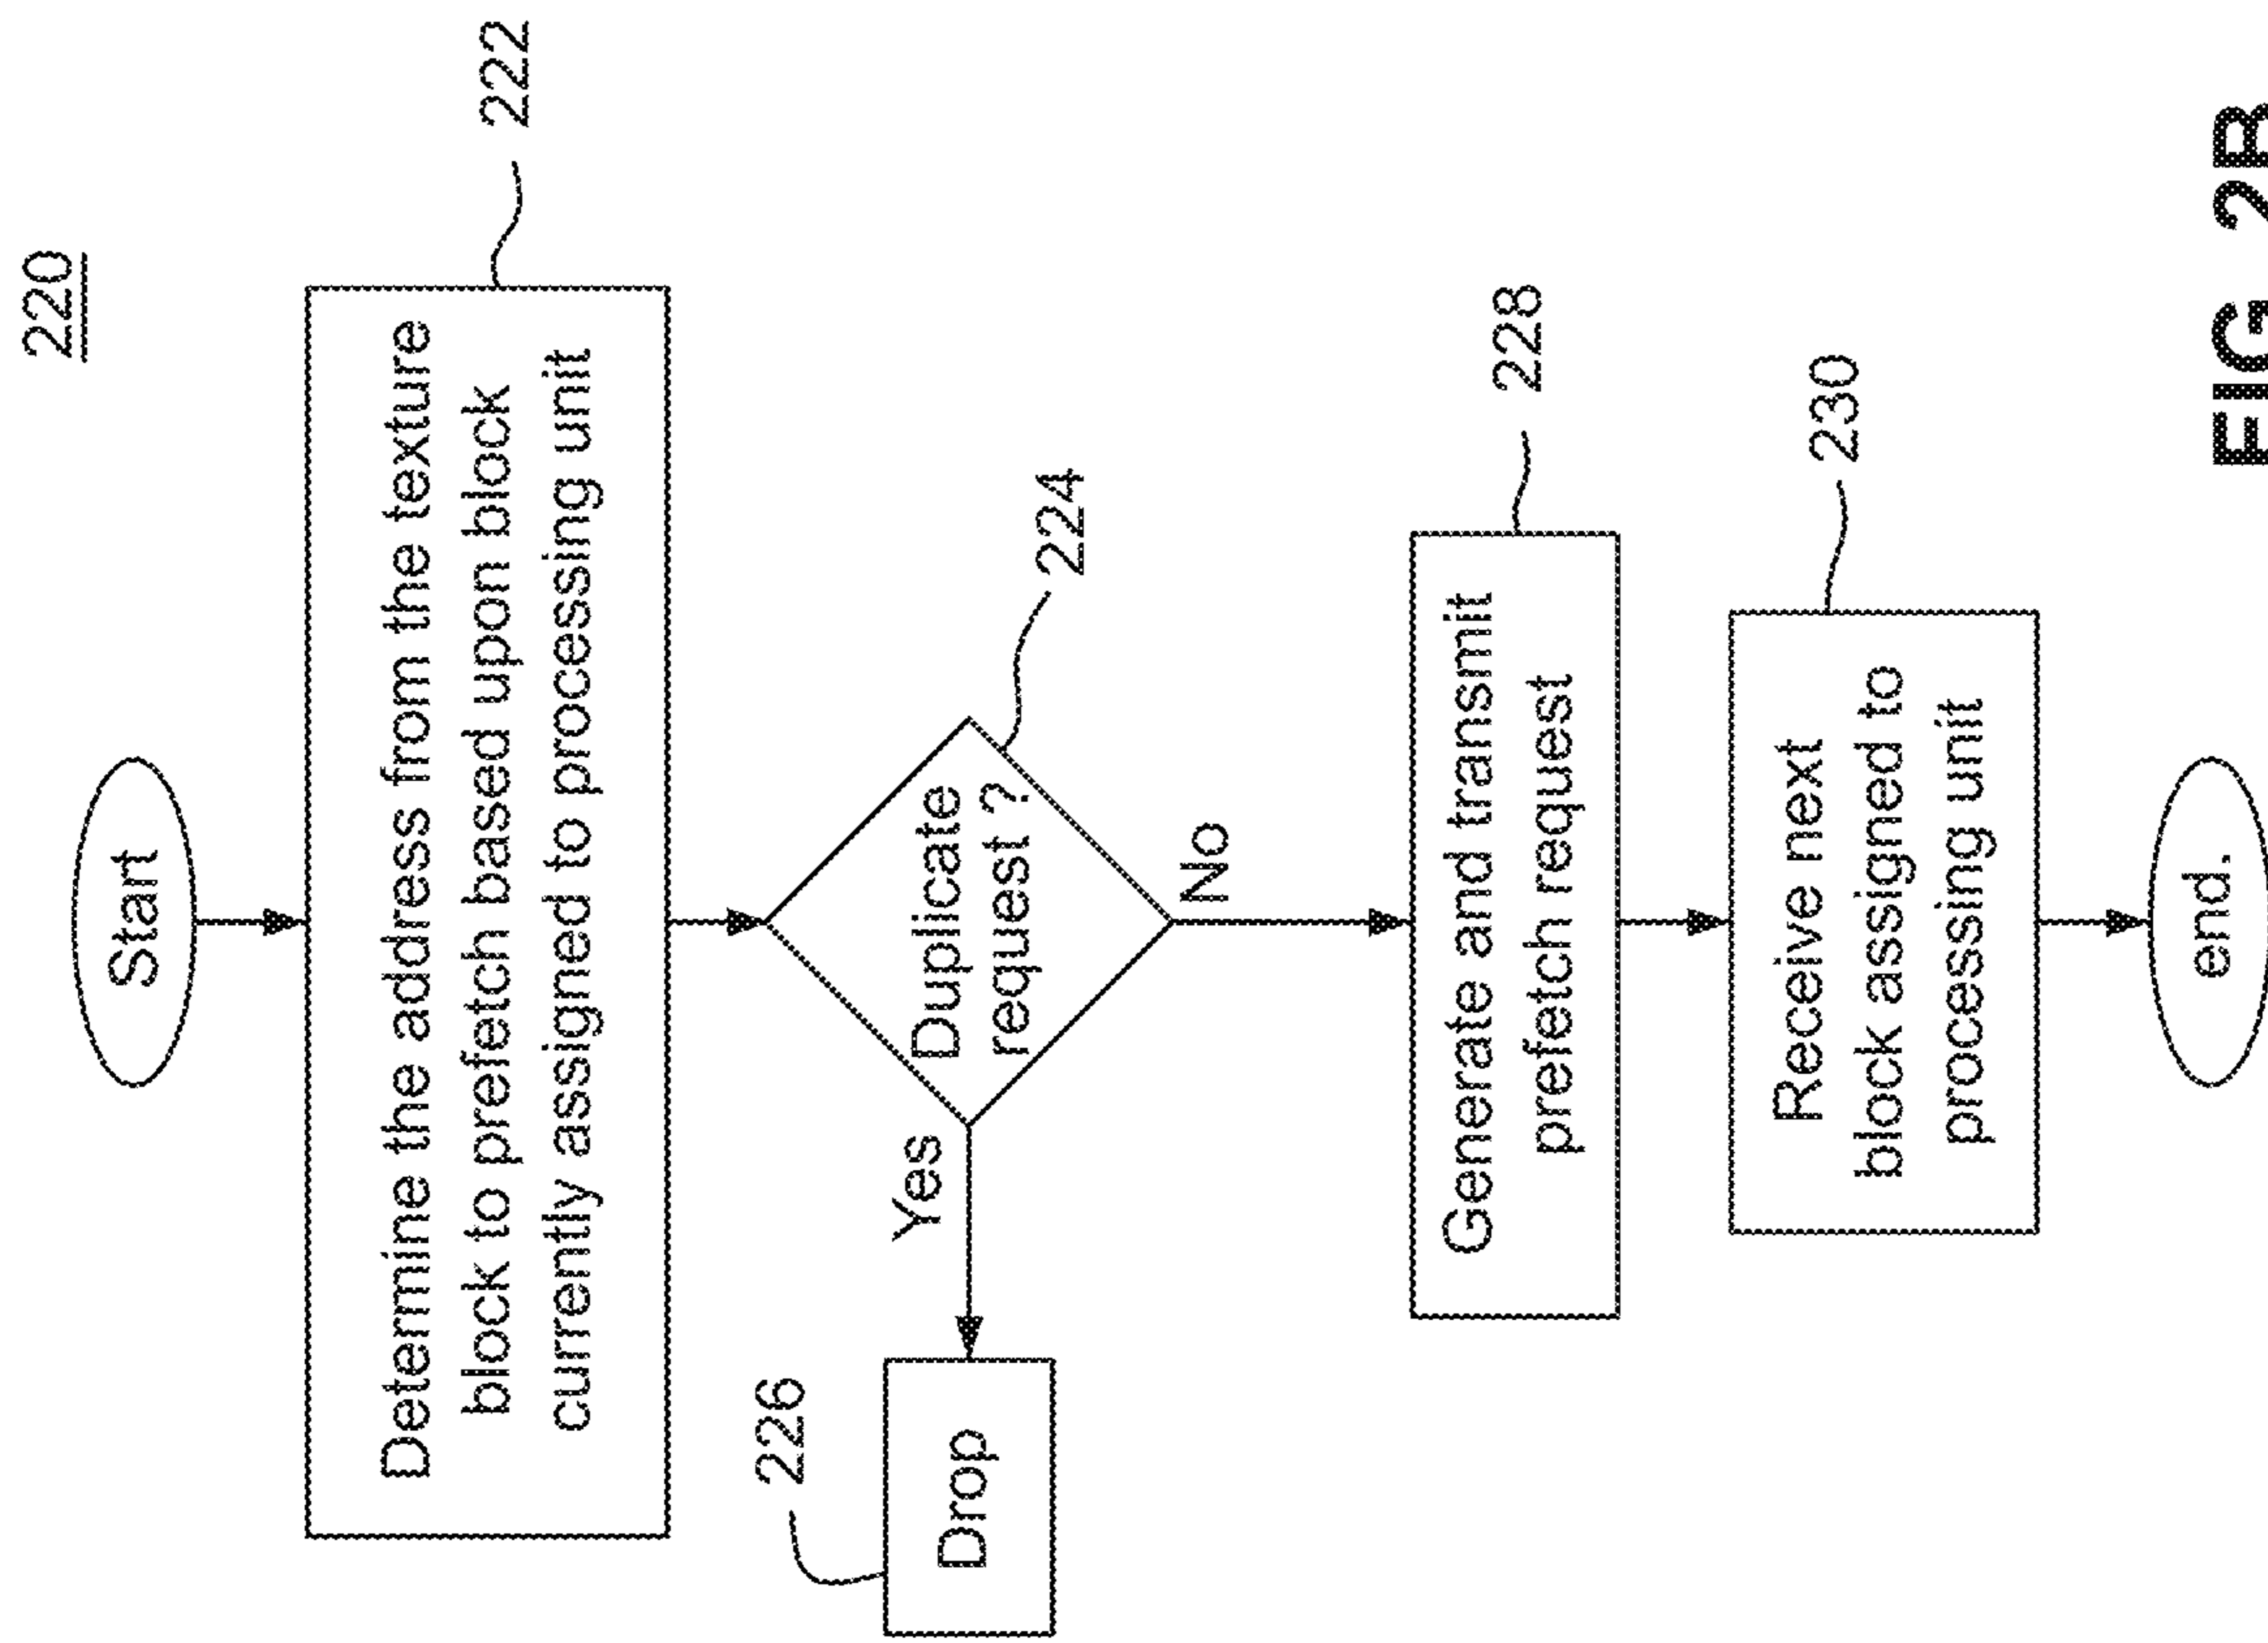 220
Start
Determine the address from the texture
block to prefetch based upon block
currently assigned to processing unit
222
Duplicate
request ?
224
Yes
No
226
Drop
Generate and transmit
prefetch request
228
Receive next
block assigned to
processing unit
230
end.
FIG. 2B